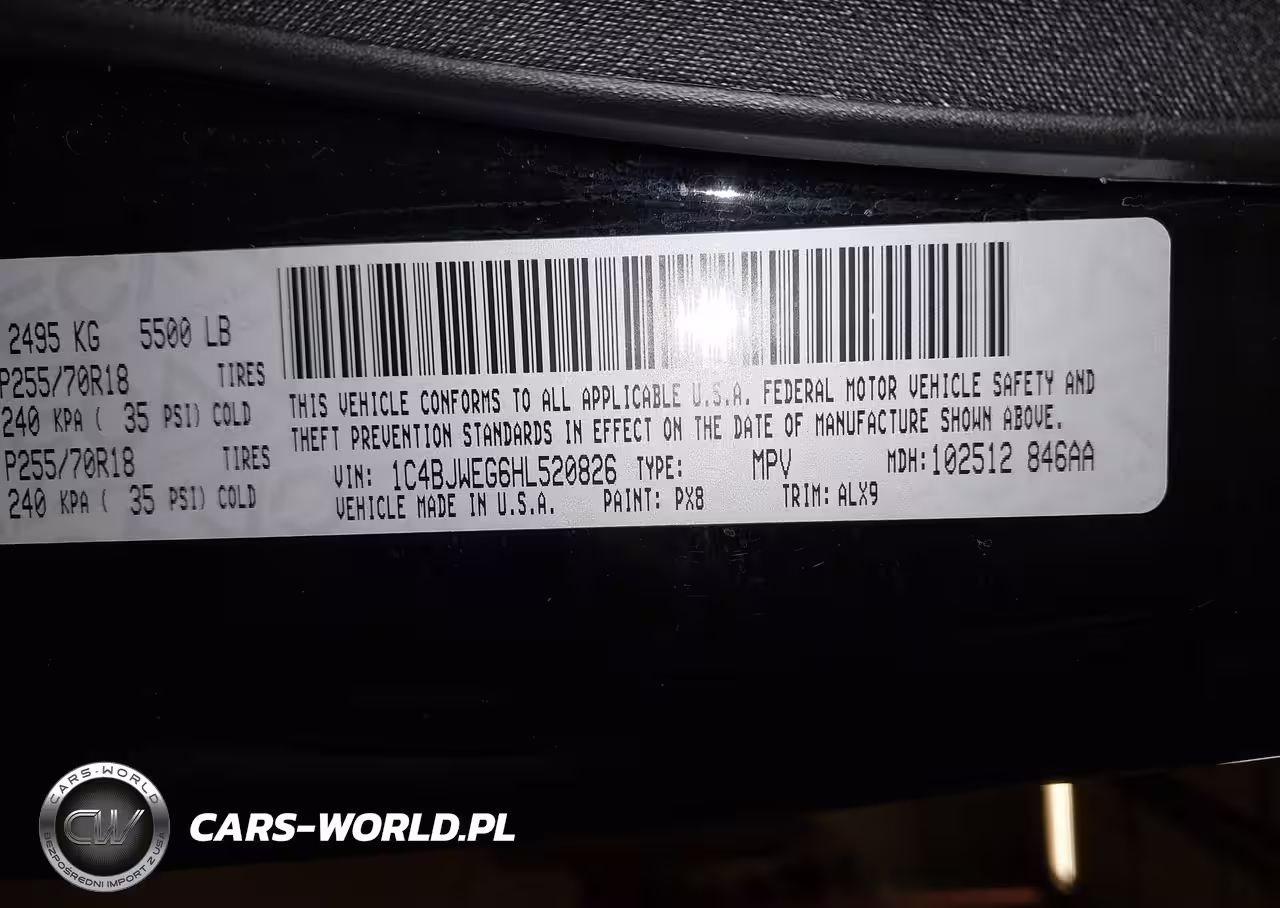 2495 KG 5500 LB
P255/70R18 TIRES
240 KPA ( 35 PSI) COLD
P255/70R18 TIRES
240 KPA ( 35 PSI) COLD
THIS VEHICLE CONFORMS TO ALL APPLICABLE U.S.A. FEDERAL MOTOR VEHICLE SAFETY AND
THEFT PREVENTION STANDARDS IN EFFECT ON THE DATE OF MANUFACTURE SHOWN ABOVE.
VIN: 1C4BJWEG6HL520826 TYPE: MPV MDH:102512 846AA
VEHICLE MADE IN U.S.A. PAINT: PX8 TRIM: ALX9
CARS-WORLD
CW
BEZPOŚREDNI IMPORT Z USA
CARS-WORLD.PL